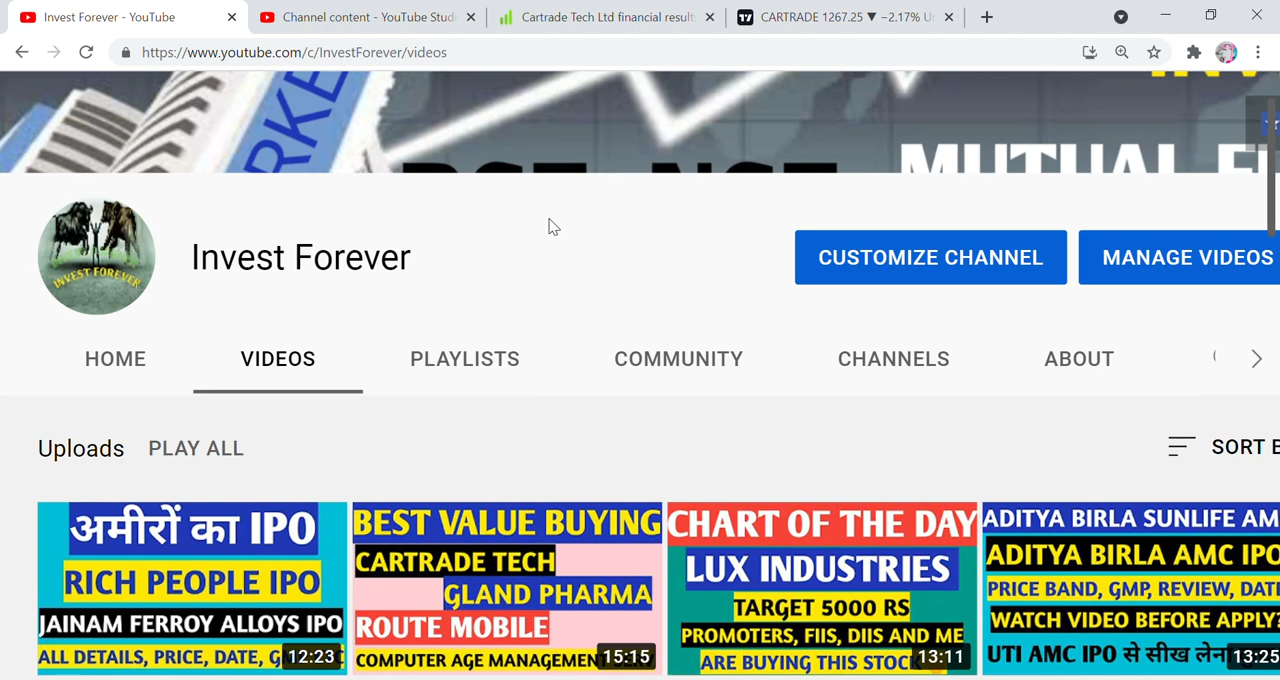 Invest Forever - YouTube
Channel content - YouTube Studi
Cartrade Tech Ltd financial result
CARTRADE 1267.25 ▼ −2.17% U
https://www.youtube.com/c/InvestForever/videos
MUTUAL F
INVEST FOREVER
Invest Forever
CUSTOMIZE CHANNEL
MANAGE VIDEOS
HOME VIDEOS PLAYLISTS COMMUNITY CHANNELS ABOUT
Uploads PLAY ALL
SORT B
अमीरों का IPO
RICH PEOPLE IPO
JAINAM FERROY ALLOYS IPO
ALL DETAILS, PRICE, DATE,
12:23
BEST VALUE BUYING
CARTRADE TECH
GLAND PHARMA
ROUTE MOBILE
COMPUTER AGE MANAGEMENT
15:15
CHART OF THE DAY
LUX INDUSTRIES
TARGET 5000 RS
PROMOTERS, FIIS, DIIS AND ME
ARE BUYING THIS STOCK
13:11
ADITYA BIRLA SUNLIFE AM
ADITYA BIRLA AMC IPO
PRICE BAND, GMP, REVIEW, DAT
WATCH VIDEO BEFORE APPLY?
UTI AMC IPO से सीख
13:25